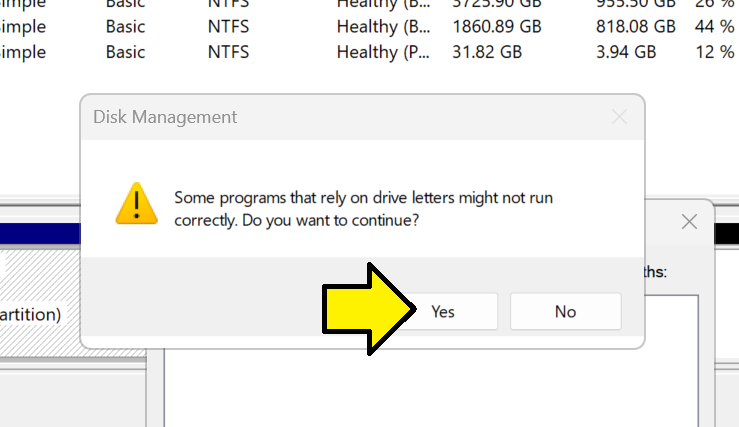 imple Basic NTFS Healthy (B... 3725.90 GB 955.50 GB 26 %
imple Basic NTFS Healthy (B... 1860.89 GB 818.08 GB 44 %
imple Basic NTFS Healthy (P... 31.82 GB 3.94 GB 12 %
Disk Management
Some programs that rely on drive letters might not run
correctly. Do you want to continue?
ths:
artition)
Yes No